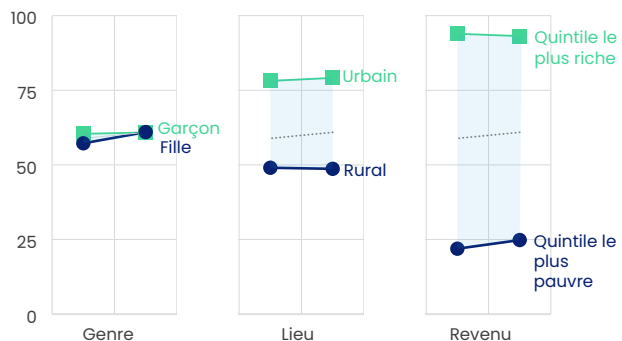 100
75
50
25
0
Garçon
Fille
Genre
Urbain
Rural
Lieu
Quintile le
plus riche
Quintile le
plus
pauvre
Revenu